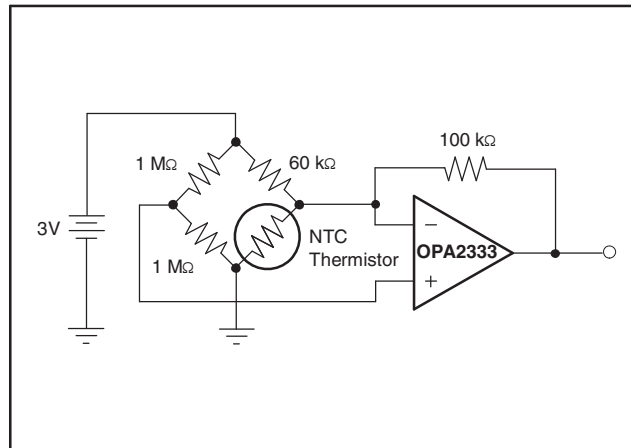 100 kΩ
1 MΩ
60 kΩ
3V
NTC
Thermistor
1 MΩ
−
OPA2333
+